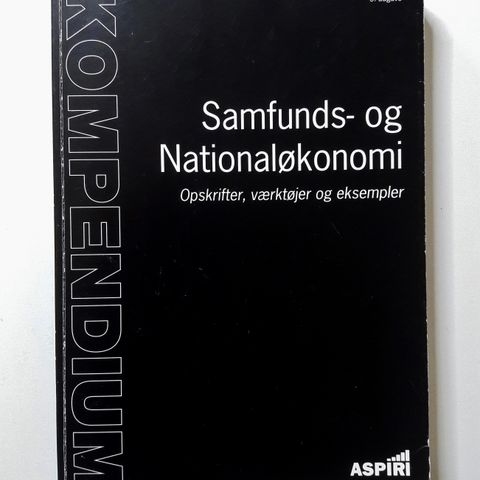 KOMPENDIUM
Samfunds- og
Nationaløkonomi
Opskrifter, værktøjer og eksempler
ASPIRI